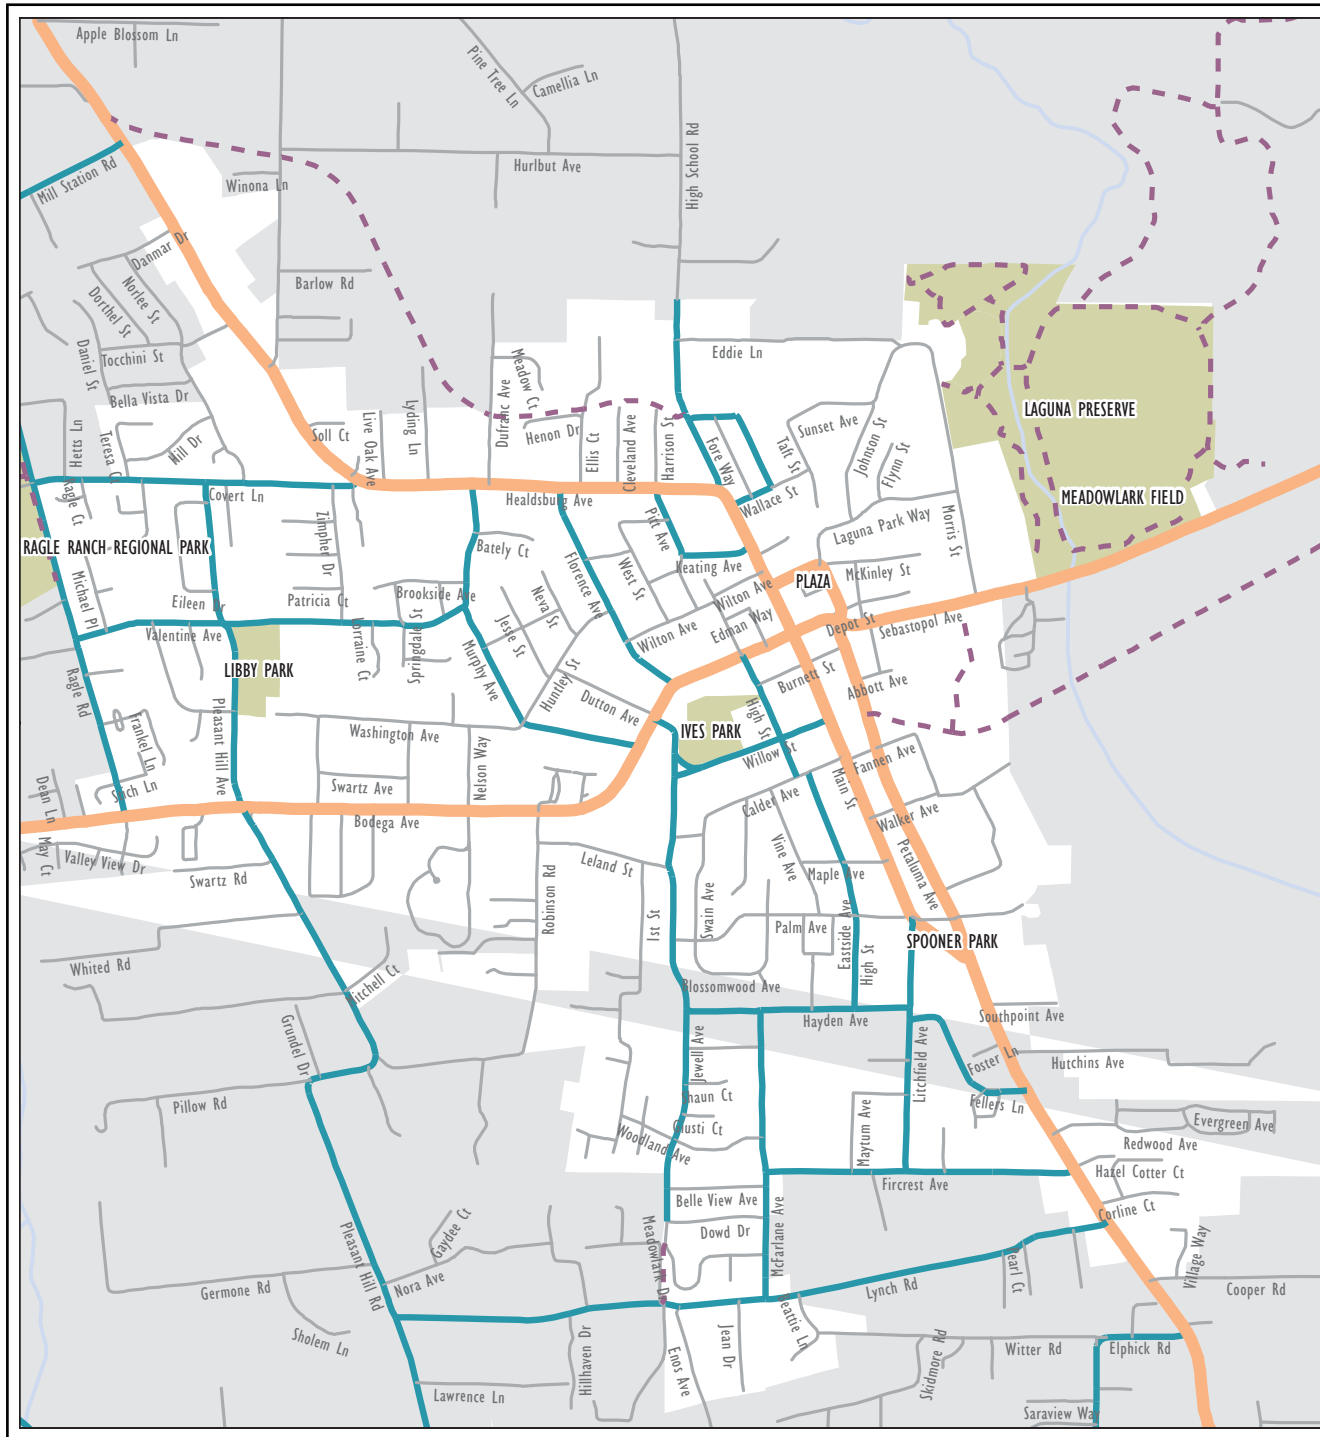 Apple Blossom Ln
Pine Tree Ln
Camellia Ln
High School Rd
Hurlbut Ave
Mill Station Rd
Winona Ln
Danmar Dr
Norlee St
Dorthel St
Barlow Rd
Daniel St
Tocchini St
Bella Vista Dr
Eddie Ln
Meadow Ct
Dufranc Ave
Hets Ln
Teresa Ct
Hill Dr
Soll Ct
Live Oak Ave
Lyding Ln
Henon Dr
Ellis Ct
Cleveland Ave
Harrison St
Fore Way
Taft St
Sunset Ave
Johnson St
Flynn St
LAGUNA PRESERVE
MEADOWLARK FIELD
Ragle Ct
Covert Ln
Healdsburg Ave
Wallace St
Zimpher Dr
Pitt Ave
Laguna Park Way
Morris St
RAGLE RANCH REGIONAL PARK
Bately Ct
Florence Ave
West St
Keating Ave
PLAZA
McKinley St
Michael Pl
Eileen Dr
Patricia Ct
Brookside Ave
Neva St
Jesse St
Wilton Ave
Edman Way
Wilton Ave
Depot St
Sebastopol Ave
Valentine Ave
Lorraine Ct
Springdale St
Murphy Ave
LIBBY PARK
Ragle Rd
Huntley St
Dutton Ave
Burnett St
Abbott Ave
High St
IVES PARK
Pleasant Hill Ave
Frankel Ln
Washington Ave
Nelson Way
Willow St
Fannen Ave
Main St
Dean Ln
Stich Ln
Swartz Ave
Bodega Ave
Calder Ave
Walker Ave
Petaluma Ave
May Ct
Valley View Dr
Swartz Rd
Leland St
Vine Ave
Maple Ave
Robinson Rd
1st St
Swain Ave
Palm Ave
Eastside Ave
High St
SPOONER PARK
Whited Rd
Mitchell Ct
Blossomwood Ave
Hayden Ave
Southpoint Ave
Grundel Dr
Jewell Ave
Litchfield Ave
Foster Ln
Hutchins Ave
Pillow Rd
Shaun Ct
Giusti Ct
Woodland Ave
Maytum Ave
Fellers Ln
Evergreen Ave
Redwood Ave
Hazel Cotter Ct
Fircrest Ave
Belle View Ave
Dowd Dr
McFarlane Ave
Corline Ct
Gaydee Ct
Pleasant Hill Rd
Meadowlark Dr
Village Way
Germone Rd
Nora Ave
Pearl Ct
Lynch Rd
Cooper Rd
Sholem Ln
Hillhaven Dr
Enos Ave
Jean Dr
Beattie Ln
Skidmore Rd
Witter Rd
Elphick Rd
Lawrence Ln
Saraview Way